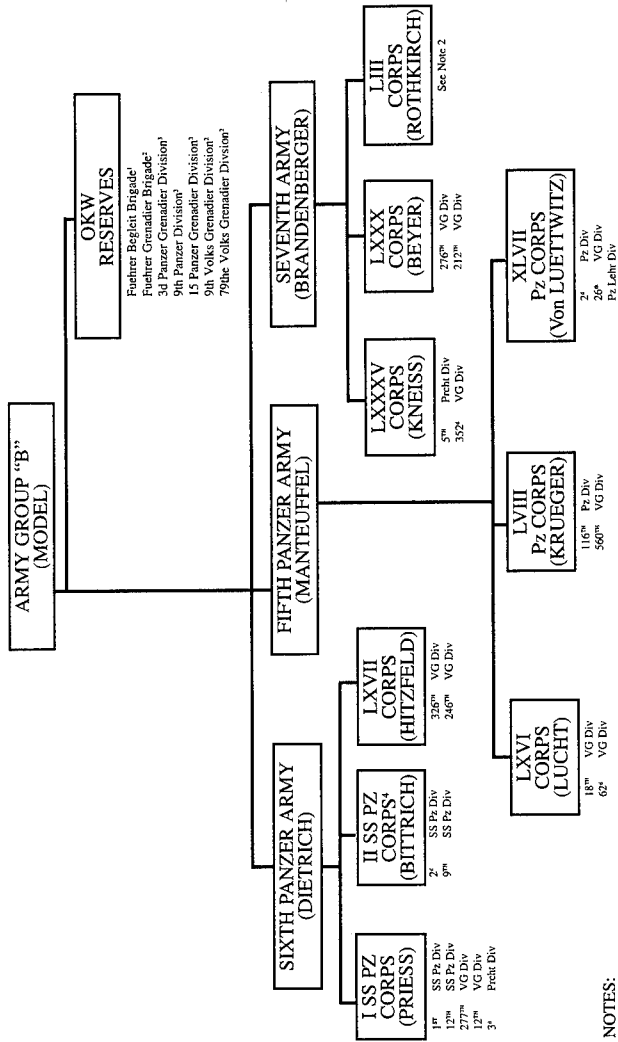 ARMY GROUP "B"
(MODEL)
OKW
RESERVES
Fuehrer Begleit Brigade¹
Fuehrer Grenadier Brigade²
3d Panzer Grenadier Division³
9th Panzer Division³
15 Panzer Grenadier Division³
9th Volks Grenadier Division²
79the Volks Grenadier Divsion²
SIXTH PANZER ARMY
(DIETRICH)
FIFTH PANZER ARMY
(MANTEUFFEL)
SEVENTH ARMY
(BRANDENBERGER)
I SS PZ
CORPS
(PRIESS)
1ST SS Pz Div
12TH SS Pz Div
277TH VG Div
12TH VG Div
3d Prcht Div
II SS PZ
CORPS⁴
(BITTRICH)
2d SS Pz Div
9TH SS Pz Div
LXVII
CORPS
(HITZFELD)
326TH VG Div
246TH VG Div
LXXXV
CORPS
(KNEISS)
5TH Prcht Div
352d VG Div
LXXX
CORPS
(BEYER)
276TH VG Div
212TH VG Div
LIII
CORPS
(ROTHKIRCH)
See Note 2
LXVI
CORPS
(LUCHT)
18TH VG Div
62d VG Div
LVIII
Pz CORPS
(KRUEGER)
116TH Pz Div
560TH VG Div
XLVII
Pz CORPS
(Von LUETTWITZ)
2d Pz Div
26th VG Div
Pz Lehr Div
NOTES: